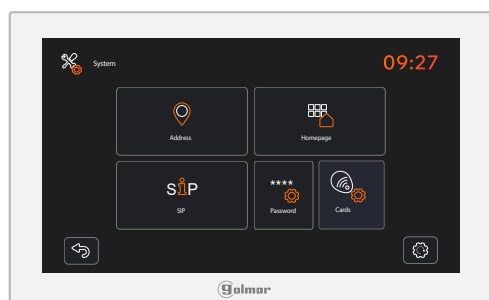 System
09:27
Address
Homepage
SiP
SIP
****
Password
Cards
golmar